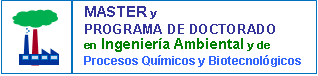 MASTER y
PROGRAMA DE DOCTORADO
en Ingeniería Ambiental y de
Procesos Químicos y Biotecnológicos